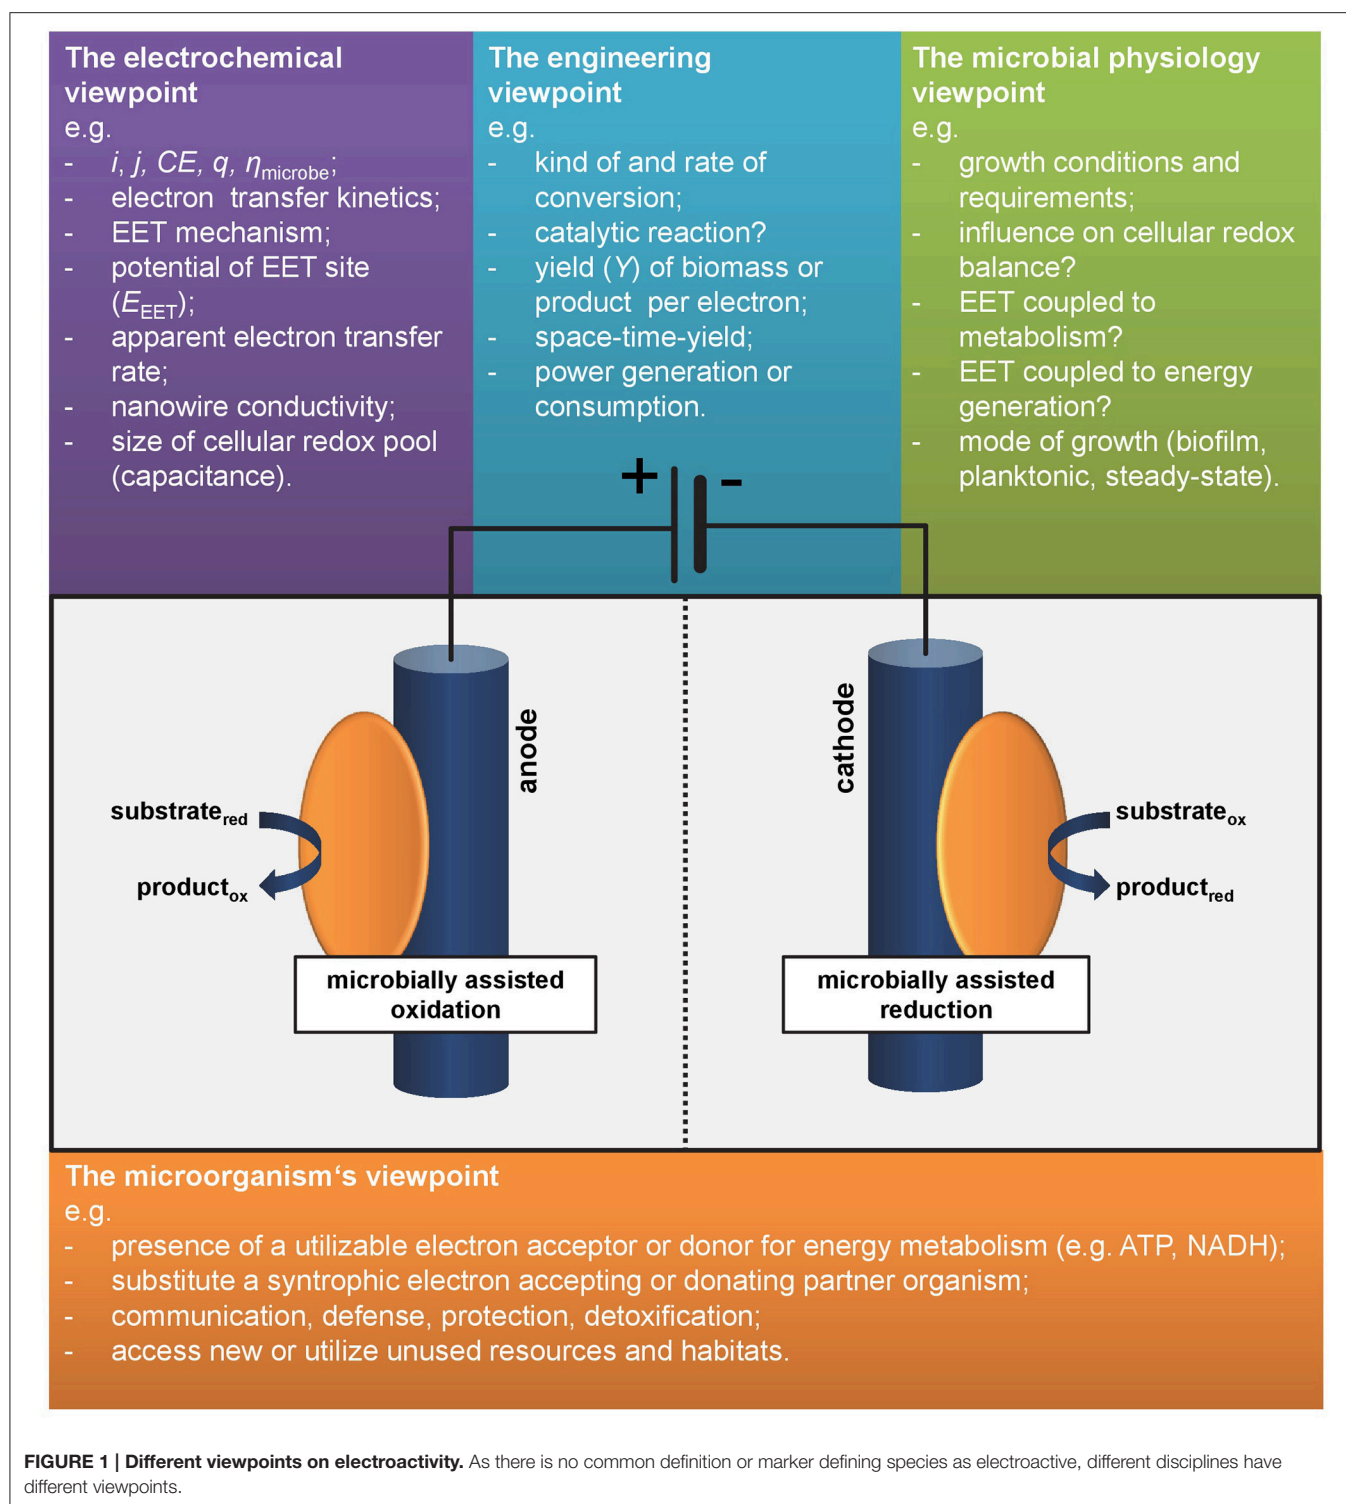 The electrochemical
viewpoint
e.g.
- i, j, CE, q, ηmicrobe;
- electron transfer kinetics;
- EET mechanism;
- potential of EET site
(EEET);
- apparent electron transfer
rate;
- nanowire conductivity;
- size of cellular redox pool
(capacitance).
The engineering
viewpoint
e.g.
- kind of and rate of
conversion;
- catalytic reaction?
- yield (Y) of biomass or
product per electron;
- space-time-yield;
- power generation or
consumption.
The microbial physiology
viewpoint
e.g.
- growth conditions and
requirements;
- influence on cellular redox
balance?
- EET coupled to
metabolism?
- EET coupled to energy
generation?
- mode of growth (biofilm,
planktonic, steady-state).
+ -
anode
cathode
substratered
productox
substrateox
productred
microbially assisted
oxidation
microbially assisted
reduction
The microorganism‘s viewpoint
e.g.
- presence of a utilizable electron acceptor or donor for energy metabolism (e.g. ATP, NADH);
- substitute a syntrophic electron accepting or donating partner organism;
- communication, defense, protection, detoxification;
- access new or utilize unused resources and habitats.
FIGURE 1 | Different viewpoints on electroactivity. As there is no common definition or marker defining species as electroactive, different disciplines have
different viewpoints.